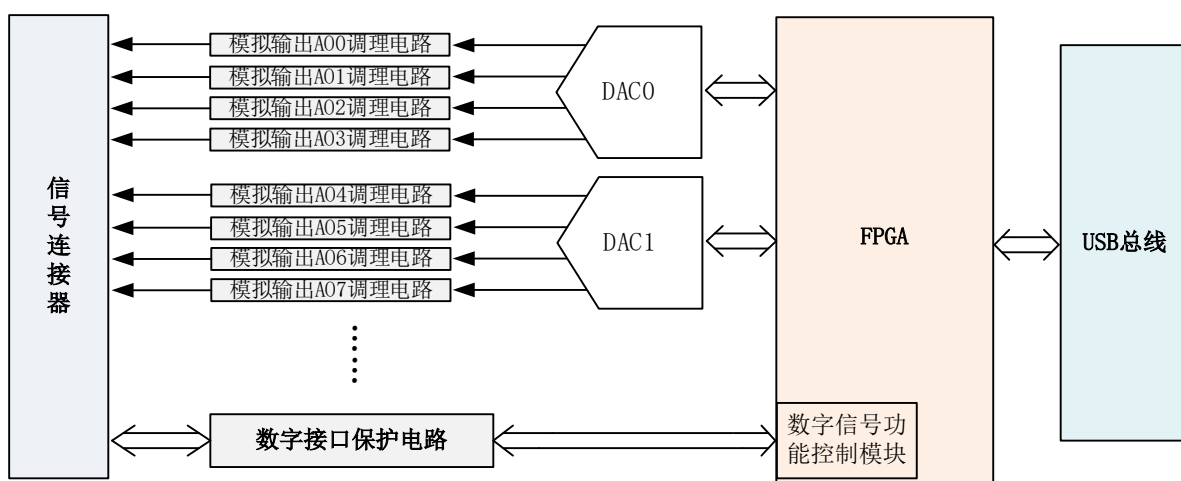 信号连接器
模拟输出AO0调理电路
模拟输出AO1调理电路
模拟输出AO2调理电路
模拟输出AO3调理电路
DAC0
模拟输出AO4调理电路
模拟输出AO5调理电路
模拟输出AO6调理电路
模拟输出AO7调理电路
DAC1
FPGA
USB总线
数字接口保护电路
数字信号功
能控制模块